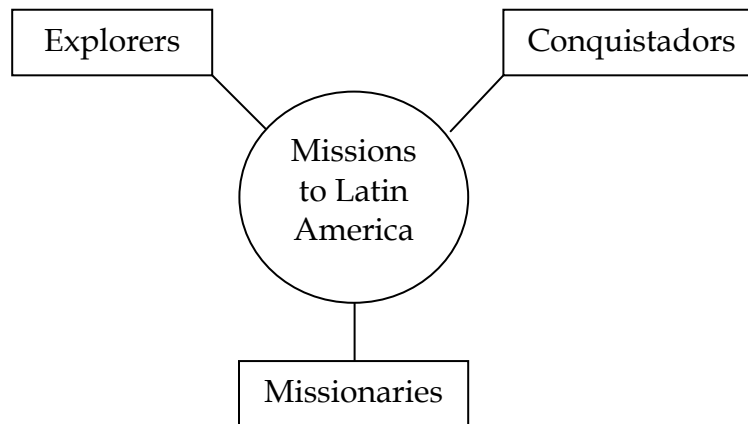 Explorers
Conquistadors
Missions
to Latin
America
Missionaries